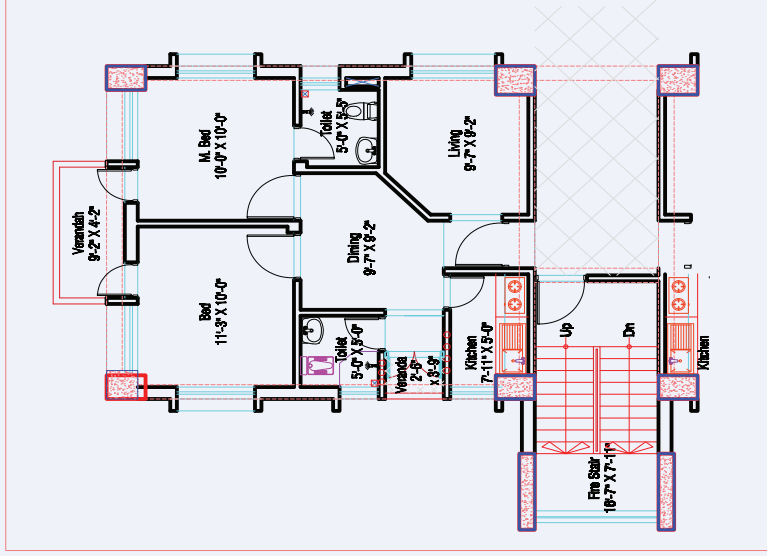 M. Bed
10'-0" X 10'-0"
Toilet
5'-0" X 5'-5"
Living
9'-7" X 9'-2"
Verandah
9'-2" X 4'-2"
Dining
9'-7" X 9'-2"
Bed
11'-3" X 10'-0"
Toilet
5'-0" X 5'-0"
Veranda
2'-6"
x 3'-9"
Kitchen
7'-11" X 5'-0"
Up
Dn
Kitchen
Fire Stair
16'-7" X 7'-11"